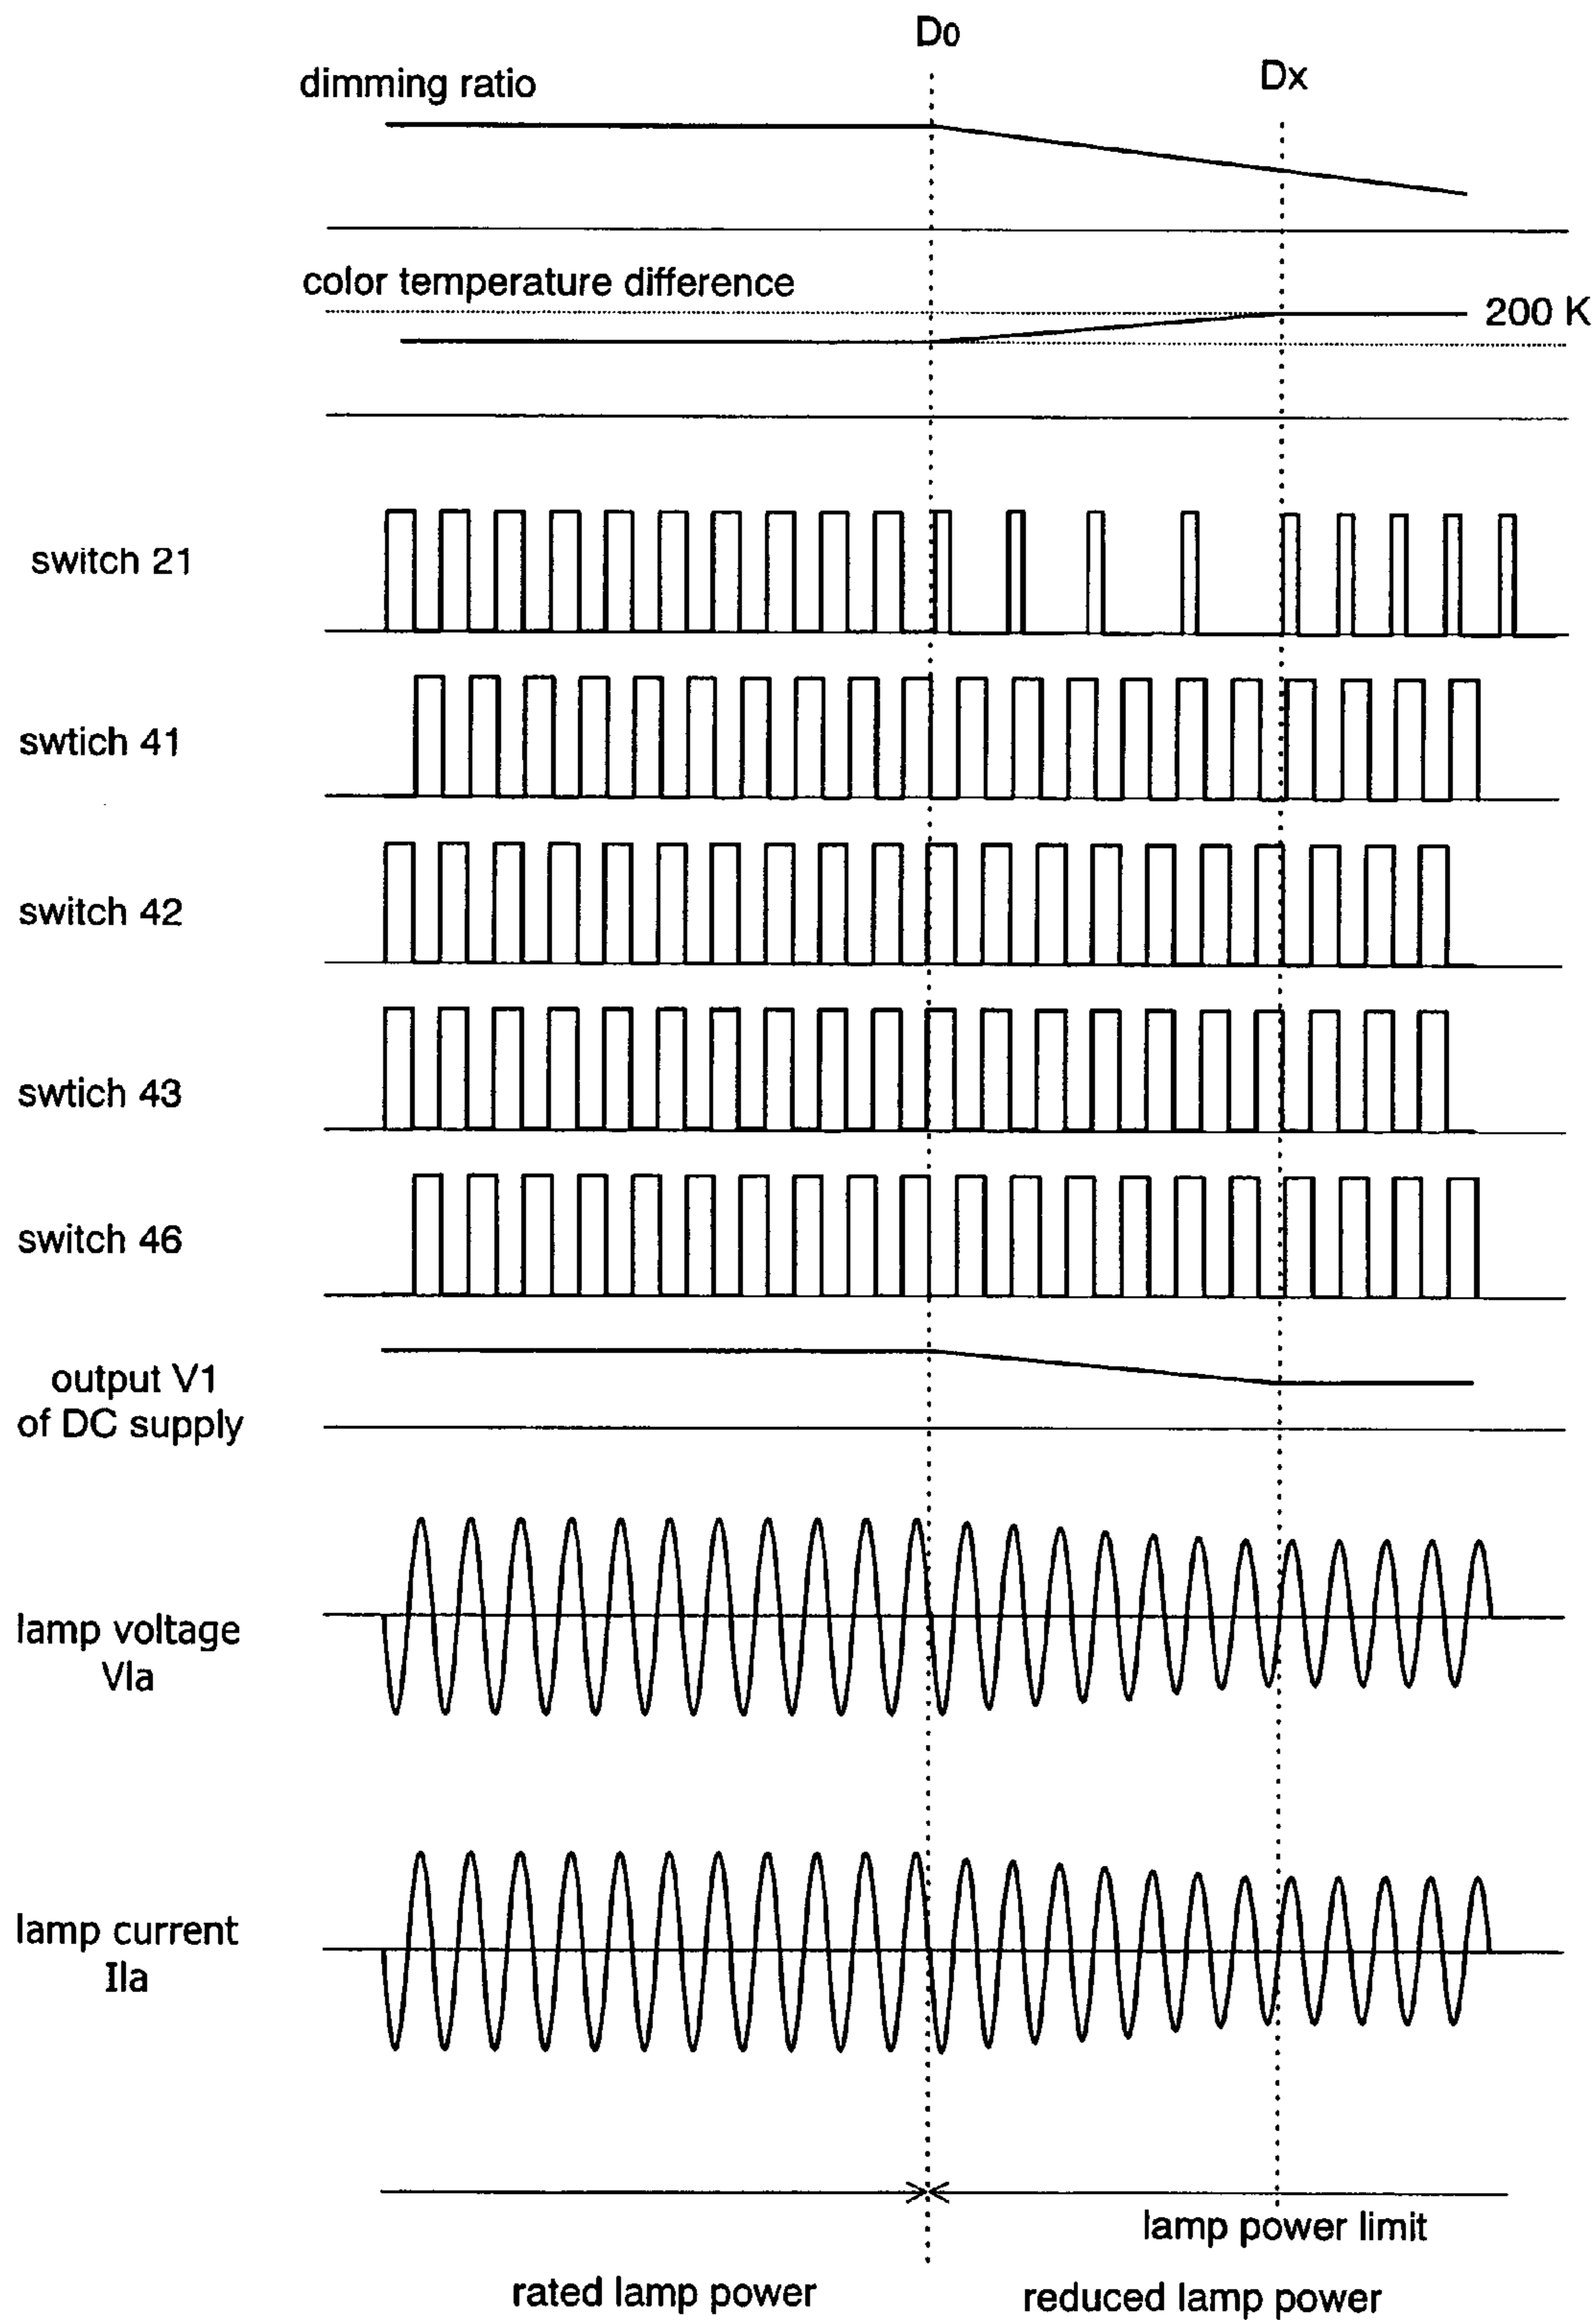 Do
dimming ratio
Dx
color temperature difference
200 K
switch 21
swtich 41
switch 42
swtich 43
switch 46
output V1
of DC supply
lamp voltage
Vla
lamp current
Ila
lamp power limit
rated lamp power
reduced lamp power